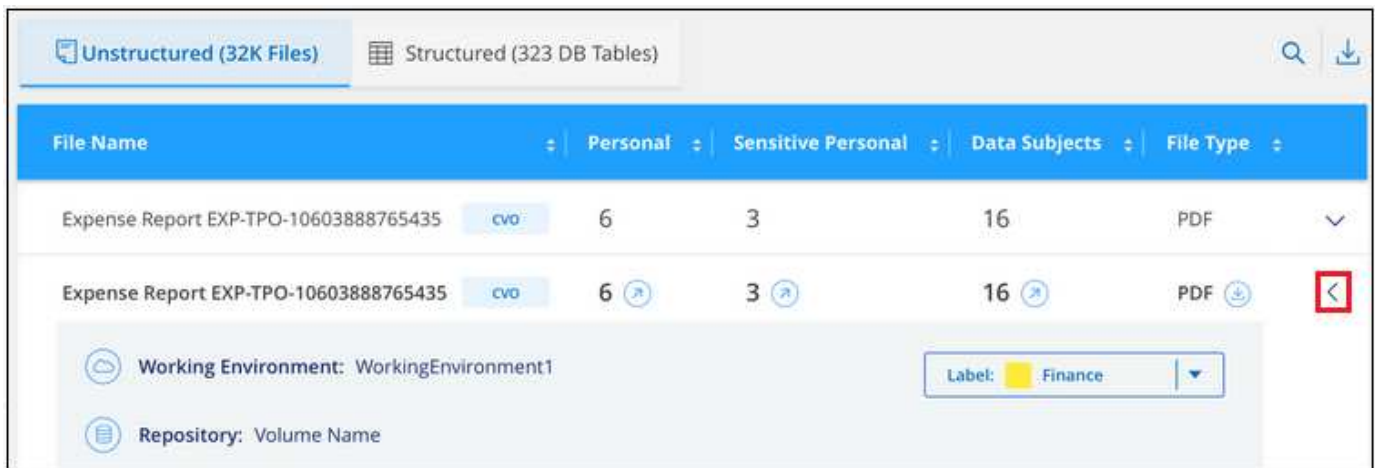 Unstructured (32K Files) Structured (323 DB Tables)
File Name Personal Sensitive Personal Data Subjects File Type
Expense Report EXP-TPO-10603888765435 CVO 6 3 16 PDF
Expense Report EXP-TPO-10603888765435 CVO 6 3 16 PDF
Working Environment: WorkingEnvironment1 Label: Finance
Repository: Volume Name